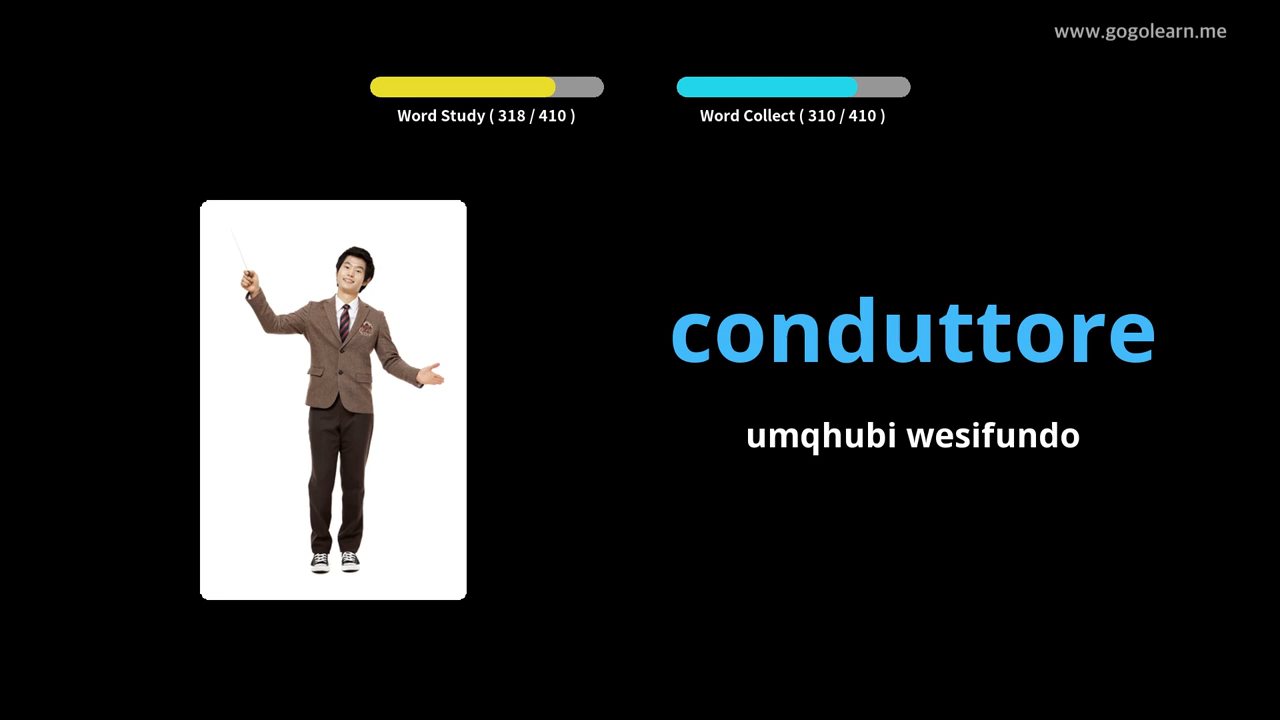 www.gogolearn.me
Word Study ( 318 / 410 )
Word Collect ( 310 / 410 )
conduttore
umqhubi wesifundo